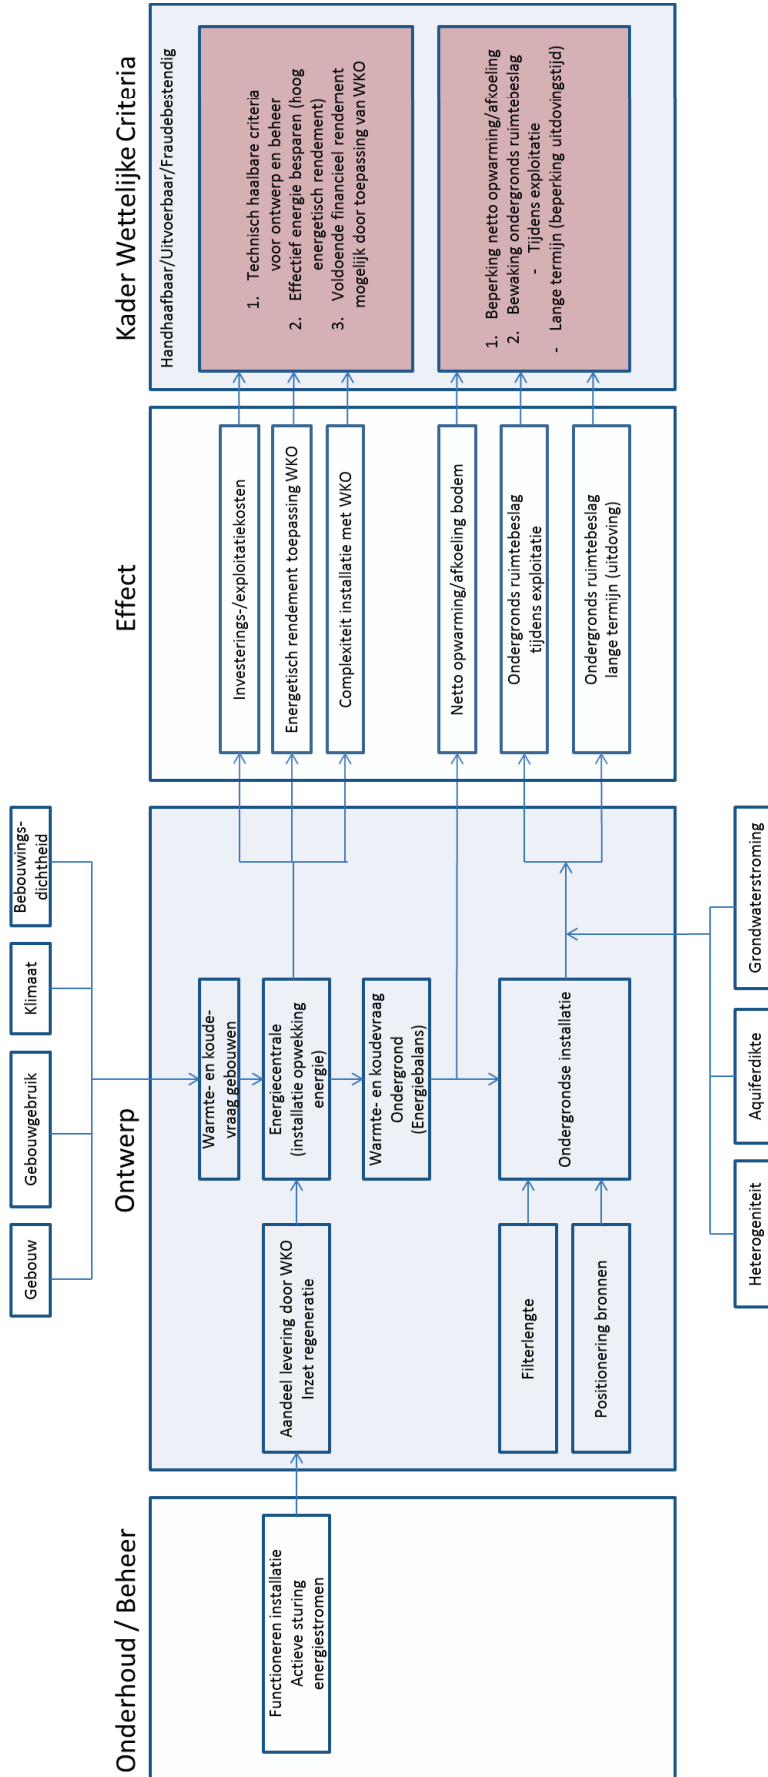 Onderhoud / Beheer
Functioneren installatie
Actieve sturing
energiestromen
Ontwerp
Gebouw
Gebouwgebruik
Klimaat
Bebouwings-
dichtheid
Aandeel levering door WKO
Inzet regeneratie
Warmte- en koude-
vraag gebouwen
Energiecentrale
(installatie opwekking
energie)
Warmte- en koudevraag
Ondergrond
(Energiebalans)
Filterlengte
Positionering bronnen
Ondergrondse installatie
Heterogeniteit
Aquiferdikte
Grondwaterstroming
Effect
Investerings-/exploitatiekosten
Energetisch rendement toepassing WKO
Complexiteit installatie met WKO
Netto opwarming/afkoeling bodem
Ondergronds ruimtebeslag
tijdens exploitatie
Ondergronds ruimtebeslag
lange termijn (uitdoving)
Kader Wettelijke Criteria
Handhaafbaar/Uitvoerbaar/Fraudebestendig
1. Technisch haalbare criteria
voor ontwerp en beheer
2. Effectief energie besparen (hoog
energetisch rendement)
3. Voldoende financieel rendement
mogelijk door toepassing van WKO
1. Beperking netto opwarming/afkoeling
2. Bewaking ondergronds ruimtebeslag
- Tijdens exploitatie
- Lange termijn (beperking uitdovingstijd)